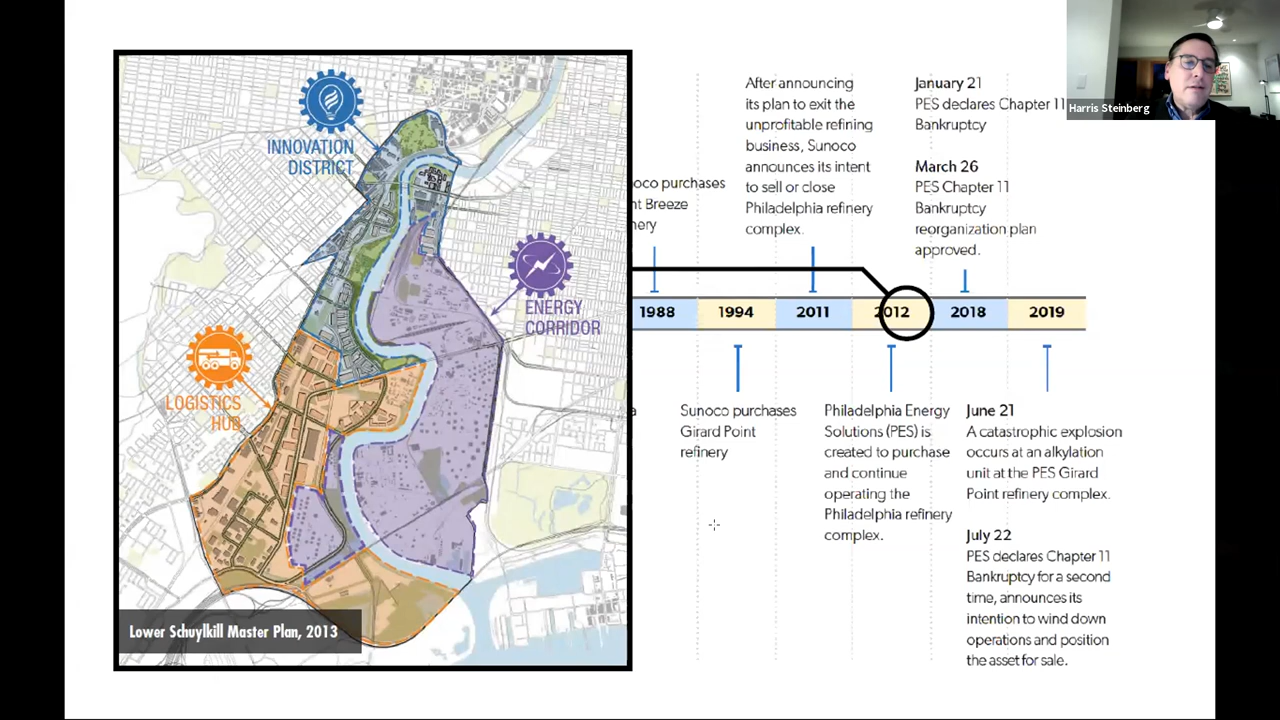 INNOVATION
DISTRICT
ENERGY
CORRIDOR
LOGISTICS
HUB
Lower Schuylkill Master Plan, 2013
purchases
Breeze
After announcing
its plan to exit the
unprofitable refining
business, Sunoco
announces its intent
to sell or close
Philadelphia refinery
complex.
January 21
PES declares Chapter 11
Bankruptcy
March 26
PES Chapter 11
Bankruptcy
reorganization plan
approved.
1988
1994
2011
2012
2018
2019
Sunoco purchases
Girard Point
refinery
Philadelphia Energy
Solutions (PES) is
created to purchase
and continue
operating the
Philadelphia refinery
complex.
June 21
A catastrophic explosion
occurs at an alkylation
unit at the PES Girard
Point refinery complex.
July 22
PES declares Chapter 11
Bankruptcy for a second
time, announces its
intention to wind down
operations and position
the asset for sale.
Harris Steinberg